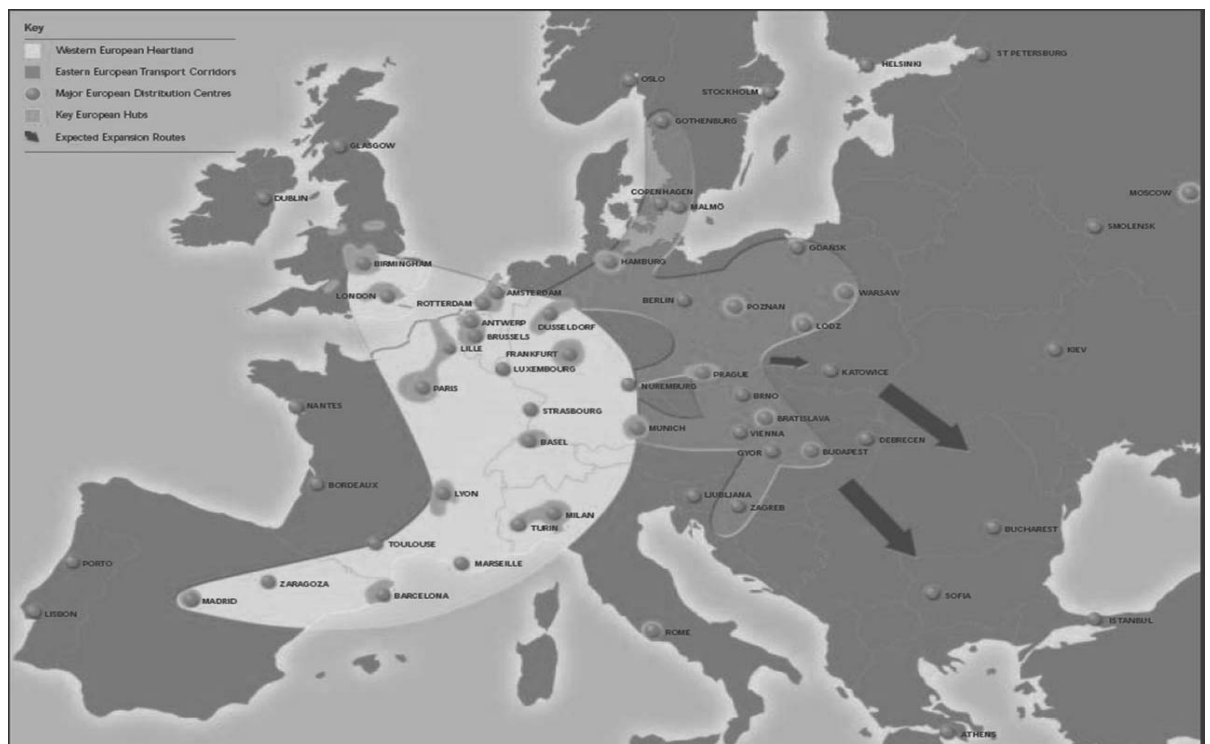 Key
Western European Heartland
Eastern European Transport Corridors
Major European Distribution Centres
Key European Hubs
Expected Expansion Routes
ST PETERSBURG
HELSINKI
OSLO
STOCKHOLM
GOTHENBURG
GLASGOW
COPENHAGEN
MOSCOW
DUBLIN
MALMÖ
SMOLENSK
GDAŃSK
BIRMINGHAM
HAMBURG
LONDON
AMSTERDAM
WARSAW
ROTTERDAM
BERLIN
POZNAN
ANTWERP
DUSSELDORF
LODZ
BRUSSELS
LILLE
FRANKFURT
KIEV
LUXEMBOURG
PRAGUE
KATOWICE
PARIS
NUREMBURG
BRNO
NANTES
STRASBOURG
BRATISLAVA
MUNICH
VIENNA
BASEL
DEBRECEN
GYOR
BUDAPEST
BORDEAUX
LYON
LJUBLJANA
ZAGREB
MILAN
TURIN
BUCHAREST
TOULOUSE
PORTO
MARSEILLE
ZARAGOZA
BARCELONA
SOFIA
MADRID
LISBON
ISTANBUL
ROME
ATHENS